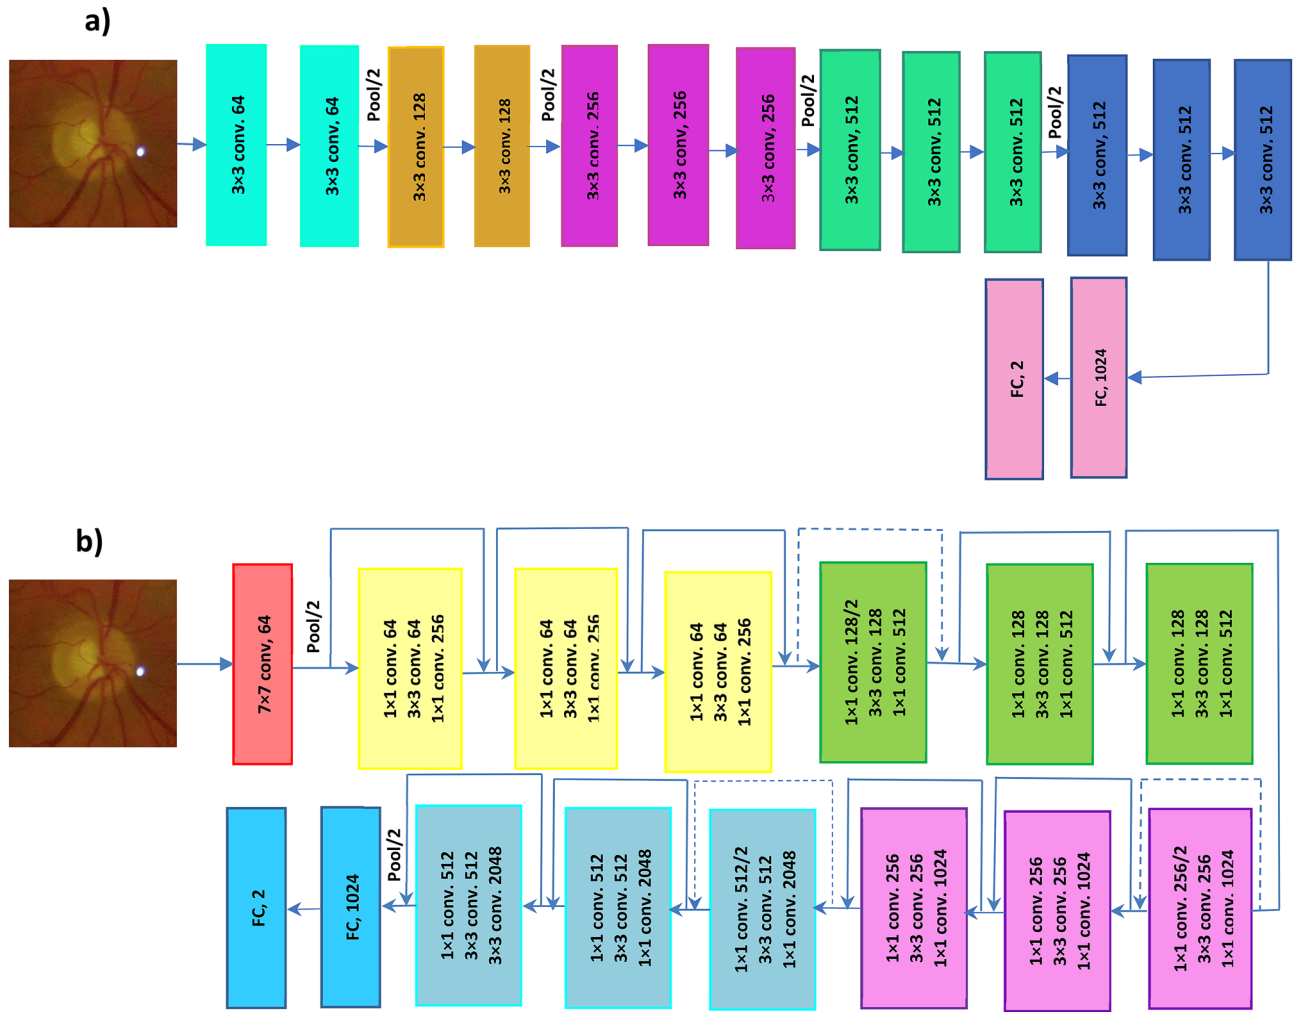 a)
3×3 conv. 64
3×3 conv, 64
Pool/2
3×3 conv. 128
3×3 conv. 128
Pool/2
3×3 conv. 256
3×3 conv, 256
3×3 conv, 256
Pool/2
3×3 conv, 512
3×3 conv. 512
3×3 conv. 512
Pool/2
3×3 conv, 512
3×3 conv. 512
3×3 conv. 512
FC, 1024
FC, 2
b)
7×7 conv, 64
Pool/2
1×1 conv. 64
3×3 conv. 64
1×1 conv. 256
1×1 conv. 64
3×3 conv. 64
1×1 conv. 256
1×1 conv. 64
3×3 conv. 64
1×1 conv. 256
1×1 conv. 128/2
3×3 conv. 128
1×1 conv. 512
1×1 conv. 128
3×3 conv. 128
1×1 conv. 512
1×1 conv. 128
3×3 conv. 128
1×1 conv. 512
1×1 conv. 256/2
3×3 conv. 256
1×1 conv. 1024
1×1 conv. 256
3×3 conv. 256
1×1 conv. 1024
1×1 conv. 256
3×3 conv. 256
1×1 conv. 1024
1×1 conv. 512/2
3×3 conv. 512
1×1 conv. 2048
1×1 conv. 512
3×3 conv. 512
1×1 conv. 2048
1×1 conv. 512
3×3 conv. 512
3×3 conv. 2048
Pool/2
FC, 1024
FC, 2